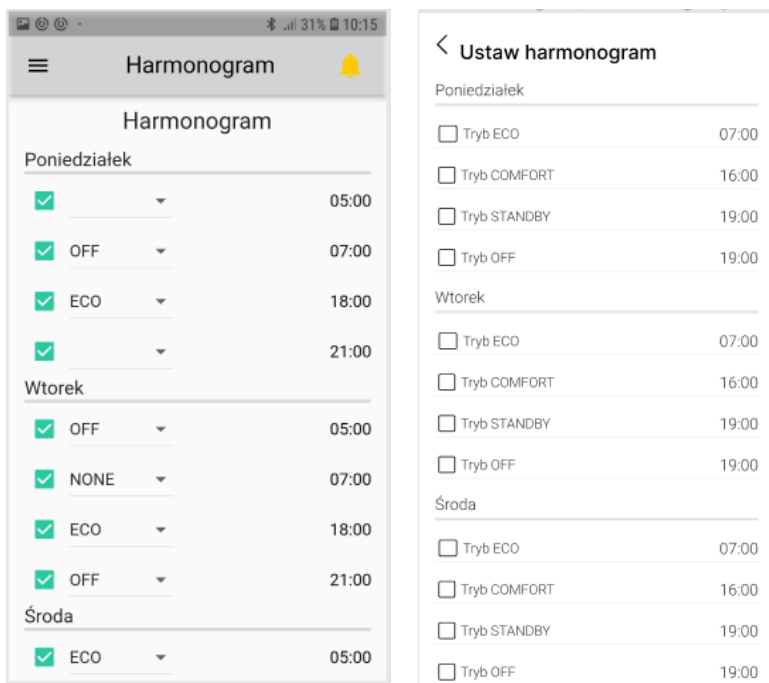 31% 10:15
Harmonogram
Harmonogram
Poniedziałek
05:00
OFF 07:00
ECO 18:00
21:00
Wtorek
OFF 05:00
NONE 07:00
ECO 18:00
OFF 21:00
Środa
ECO 05:00
Ustaw harmonogram
Poniedziałek
Tryb ECO 07:00
Tryb COMFORT 16:00
Tryb STANDBY 19:00
Tryb OFF 19:00
Wtorek
Tryb ECO 07:00
Tryb COMFORT 16:00
Tryb STANDBY 19:00
Tryb OFF 19:00
Środa
Tryb ECO 07:00
Tryb COMFORT 16:00
Tryb STANDBY 19:00
Tryb OFF 19:00